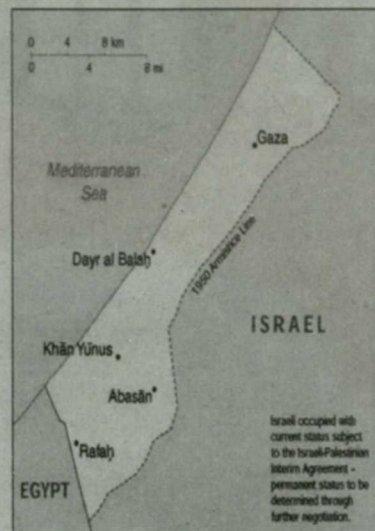 0 4 8 km
0 4 8 mi
Gaza
Mediterranean
Sea
Dayr al Balaḥ
1950 Armistice Line
ISRAEL
Khān Yūnus
Abasān
Rafaḥ
EGYPT
Israeli occupied with
current status subject
to the Israeli-Palestinian
Interim Agreement -
permanent status to be
determined through
further negotiation.